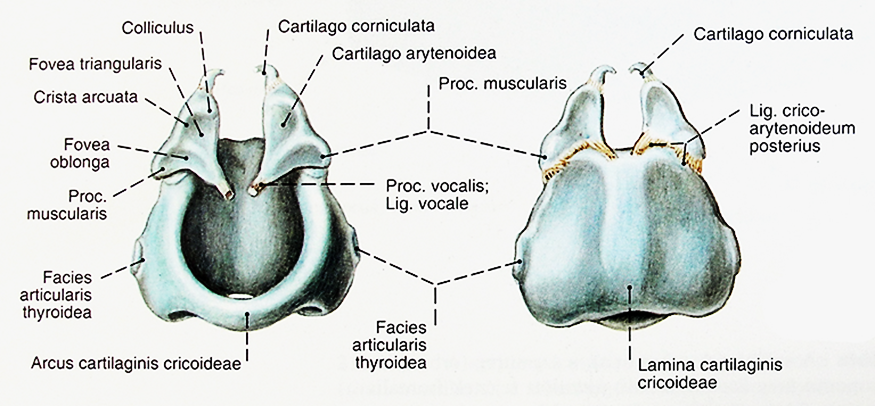 Colliculus
Fovea triangularis
Crista arcuata
Fovea
oblonga
Proc.
muscularis
Facies
articularis
thyroidea
Arcus cartilaginis cricoideae
Cartilago corniculata
Cartilago arytenoidea
Proc. muscularis
Proc. vocalis;
Lig. vocale
Facies
articularis
thyroidea
Cartilago corniculata
Lig. crico-
arytenoideum
posterius
Lamina cartilaginis
cricoideae